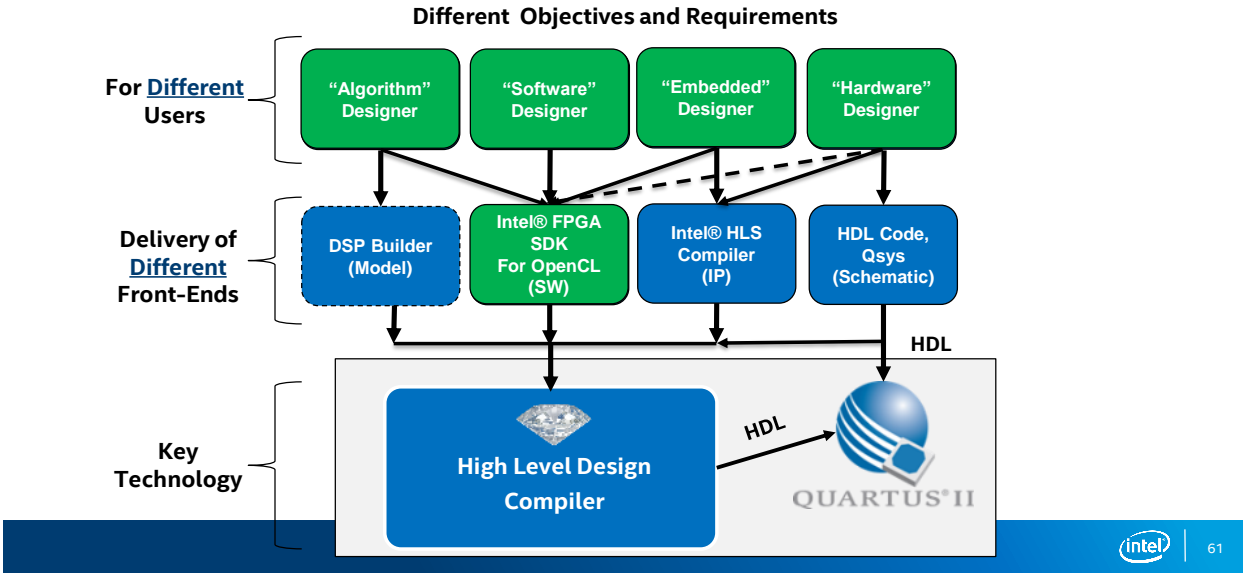 Different  Objectives and Requirements
For Different
Users
“Algorithm”
Designer
“Software”
Designer
“Embedded”
Designer
“Hardware”
Designer
Delivery of
Different
Front-Ends
DSP Builder
(Model)
Intel® FPGA
SDK
For OpenCL
(SW)
Intel® HLS
Compiler
(IP)
HDL Code,
Qsys
(Schematic)
HDL
Key
Technology
High Level Design
Compiler
HDL
QUARTUS® II
intel
61